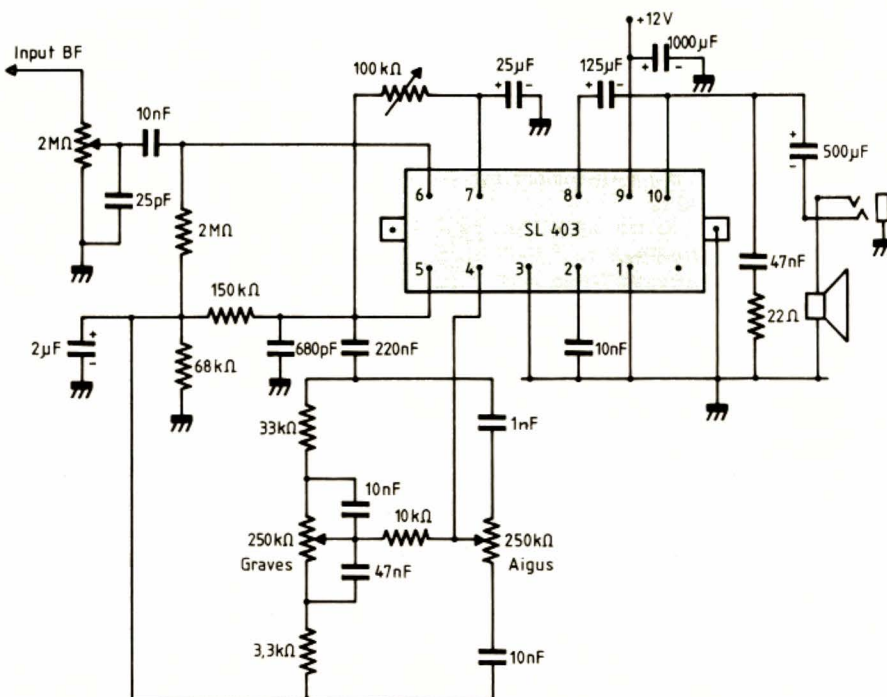 +12V
Input BF
1000µF
+
-
100kΩ
25µF
+
-
125µF
+
-
10nF
2MΩ
500µF
+
-
25pF
6
7
8
9
10
SL 403
2MΩ
5
4
3
2
1
47nF
150kΩ
2µF
+
-
680pF
220nF
10nF
22Ω
68kΩ
33kΩ
1nF
10nF
10kΩ
250kΩ
Graves
250kΩ
Aigus
47nF
3,3kΩ
10nF